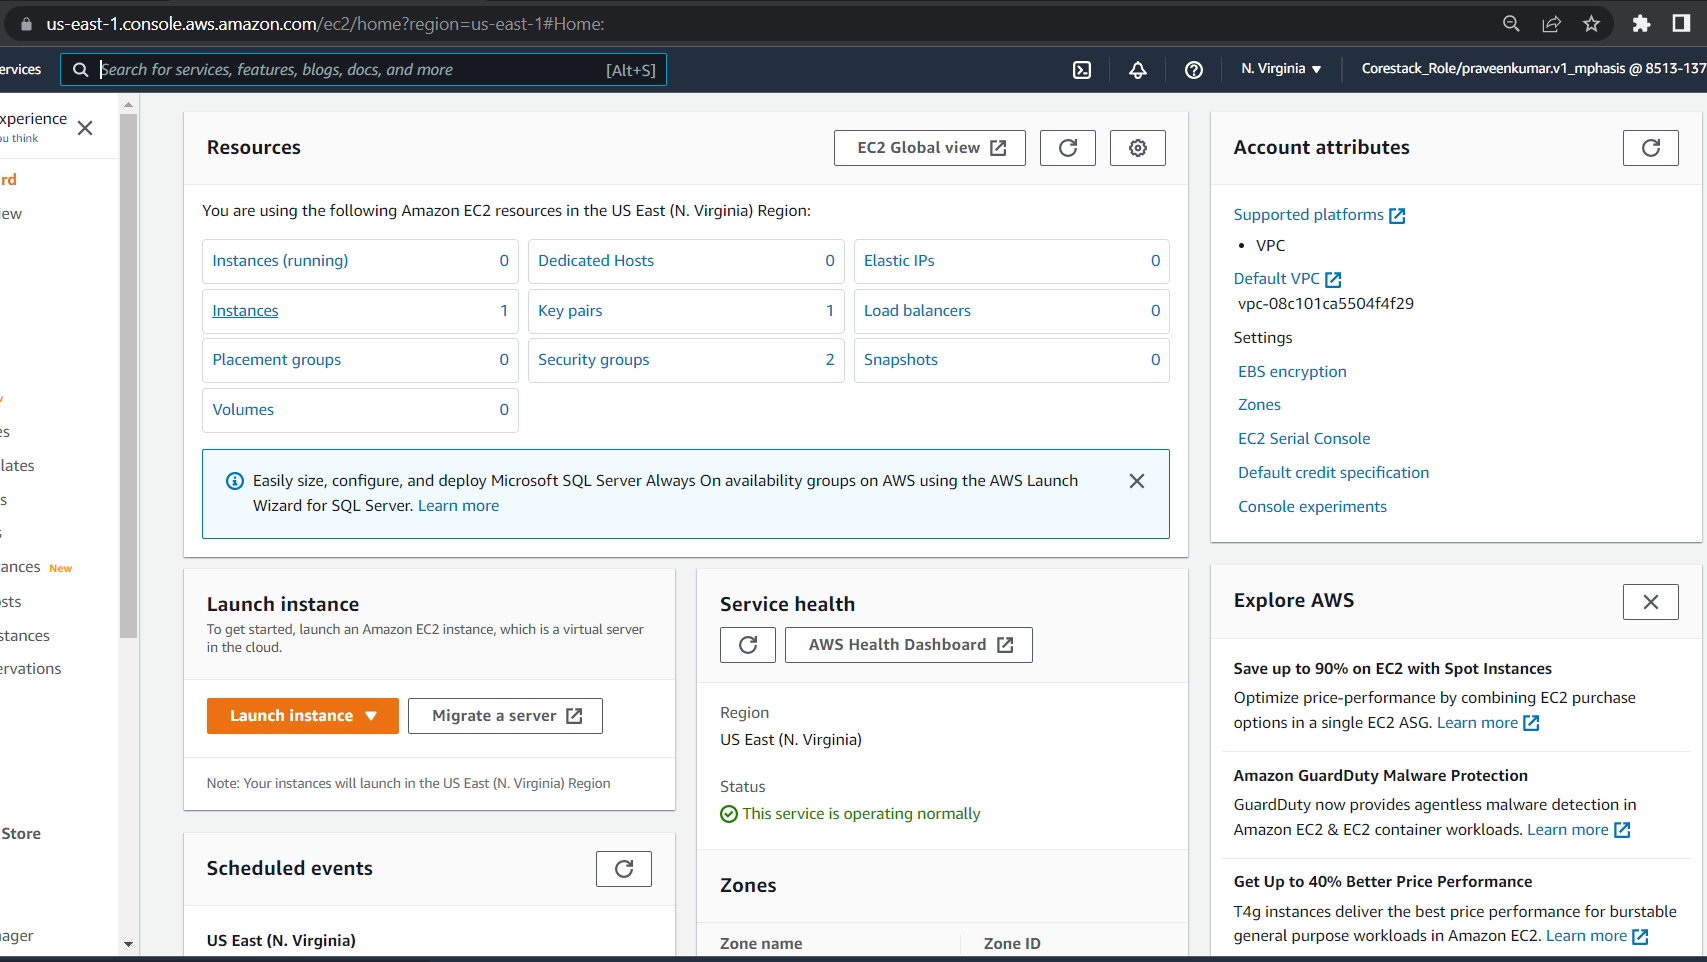 us-east-1.console.aws.amazon.com/ec2/home?region=us-east-1#Home:
ervices
Search for services, features, blogs, docs, and more
[Alt+S]
N. Virginia
Corestack_Role/praveenkumar.v1_mphasis @ 8513-137
xperience
ou think
rd
iew
es
lates
s
ances New
osts
stances
ervations
Store
ager
Resources
EC2 Global view
You are using the following Amazon EC2 resources in the US East (N. Virginia) Region:
Instances (running) 0
Dedicated Hosts 0
Elastic IPs 0
Instances 1
Key pairs 1
Load balancers 0
Placement groups 0
Security groups 2
Snapshots 0
Volumes 0
Easily size, configure, and deploy Microsoft SQL Server Always On availability groups on AWS using the AWS Launch
Wizard for SQL Server. Learn more
Launch instance
To get started, launch an Amazon EC2 instance, which is a virtual server
in the cloud.
Launch instance
Migrate a server
Note: Your instances will launch in the US East (N. Virginia) Region
Scheduled events
US East (N. Virginia)
Service health
AWS Health Dashboard
Region
US East (N. Virginia)
Status
This service is operating normally
Zones
Zone name
Zone ID
Account attributes
Supported platforms
• VPC
Default VPC
vpc-08c101ca5504f4f29
Settings
EBS encryption
Zones
EC2 Serial Console
Default credit specification
Console experiments
Explore AWS
Save up to 90% on EC2 with Spot Instances
Optimize price-performance by combining EC2 purchase
options in a single EC2 ASG. Learn more
Amazon GuardDuty Malware Protection
GuardDuty now provides agentless malware detection in
Amazon EC2 & EC2 container workloads. Learn more
Get Up to 40% Better Price Performance
T4g instances deliver the best price performance for burstable
general purpose workloads in Amazon EC2. Learn more